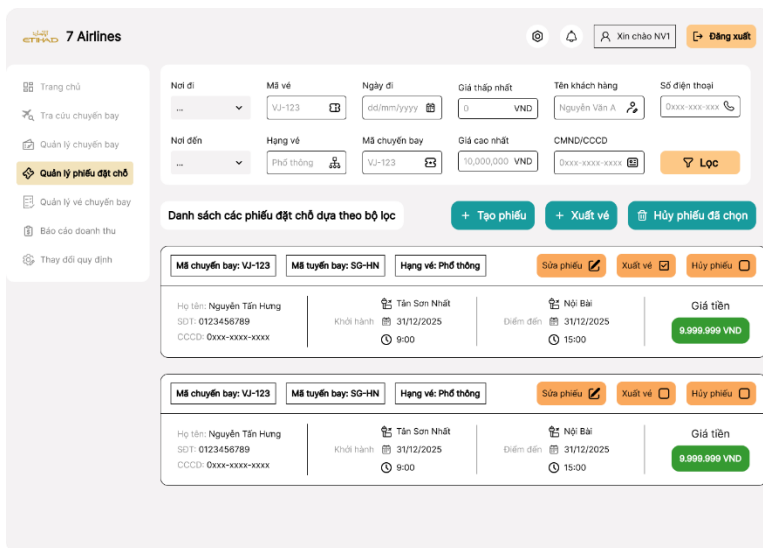 ETIHAD 7 Airlines
Xin chào NV1
Đăng xuất
Trang chủ
Tra cứu chuyến bay
Quản lý chuyến bay
Quản lý phiếu đặt chỗ
Quản lý vé chuyến bay
Báo cáo doanh thu
Thay đổi quy định
Nơi đi
Mã vé
Ngày đi
Giá thấp nhất
Tên khách hàng
Số điện thoại
...
VJ-123
dd/mm/yyyy
0 VND
Nguyễn Văn A
0xxx-xxx-xxx
Nơi đến
Hạng vé
Mã chuyến bay
Giá cao nhất
CMND/CCCD
...
Phổ thông
VJ-123
10,000,000 VND
0xxx-xxxx-xxxx
Lọc
Danh sách các phiếu đặt chỗ dựa theo bộ lọc
+ Tạo phiếu
+ Xuất vé
Hủy phiếu đã chọn
Mã chuyến bay: VJ-123
Mã tuyến bay: SG-HN
Hạng vé: Phổ thông
Sửa phiếu
Xuất vé
Hủy phiếu
Họ tên: Nguyễn Tấn Hưng
SĐT: 0123456789
CCCD: 0xxx-xxxx-xxxx
Khởi hành
Tân Sơn Nhất
31/12/2025
9:00
Điểm đến
Nội Bài
31/12/2025
15:00
Giá tiền
9.999.999 VND
Mã chuyến bay: VJ-123
Mã tuyến bay: SG-HN
Hạng vé: Phổ thông
Sửa phiếu
Xuất vé
Hủy phiếu
Họ tên: Nguyễn Tấn Hưng
SĐT: 0123456789
CCCD: 0xxx-xxxx-xxxx
Khởi hành
Tân Sơn Nhất
31/12/2025
9:00
Điểm đến
Nội Bài
31/12/2025
15:00
Giá tiền
9.999.999 VND